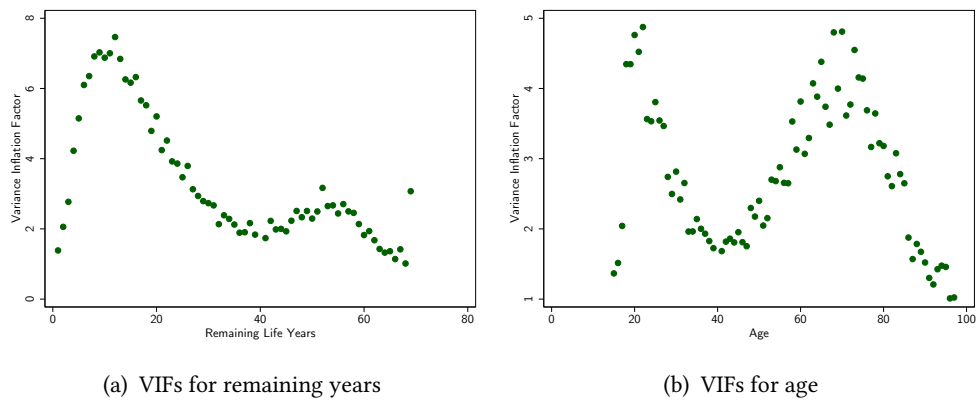 Variance Inflation Factor
8
6
4
2
0
0 20 40 60 80
Remaining Life Years
(a) VIFs for remaining years
Variance Inflation Factor
5
4
3
2
1
0 20 40 60 80 100
Age
(b) VIFs for age